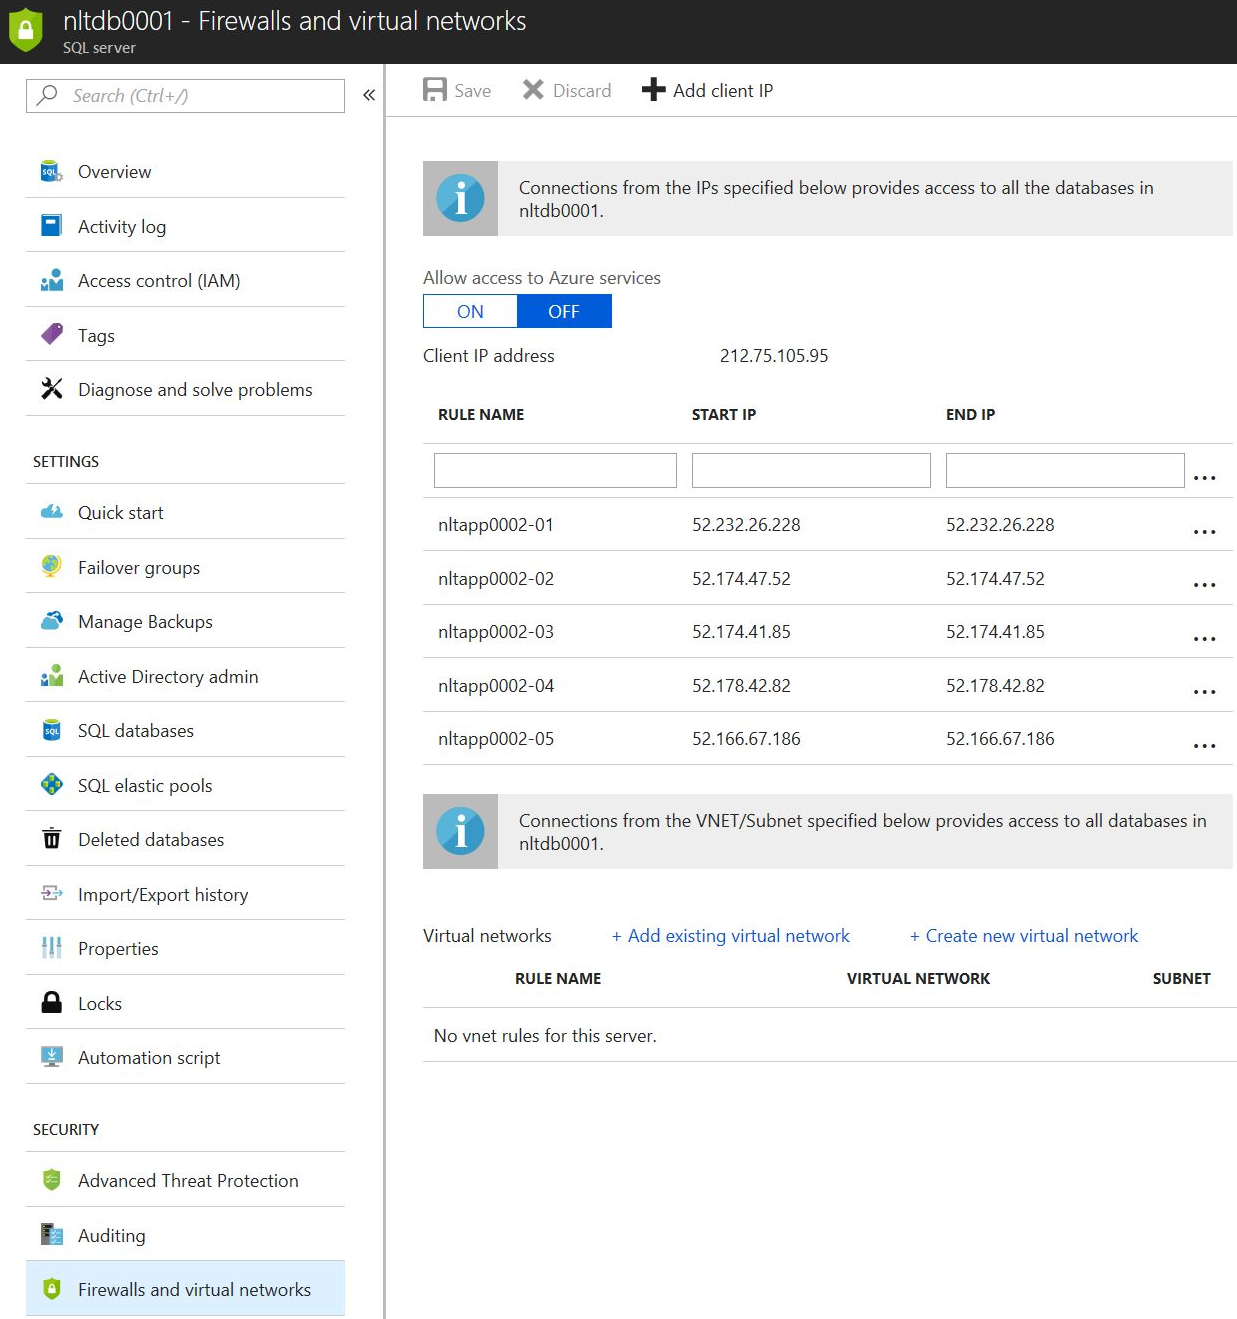 nltdb0001 - Firewalls and virtual networks
SQL server
Search (Ctrl+/)
«
Overview
Activity log
Access control (IAM)
Tags
Diagnose and solve problems
SETTINGS
Quick start
Failover groups
Manage Backups
Active Directory admin
SQL databases
SQL elastic pools
Deleted databases
Import/Export history
Properties
Locks
Automation script
SECURITY
Advanced Threat Protection
Auditing
Firewalls and virtual networks
Save Discard Add client IP
Connections from the IPs specified below provides access to all the databases in
nltdb0001.
Allow access to Azure services
ON OFF
Client IP address 212.75.105.95
RULE NAME START IP END IP
...
nltapp0002-01 52.232.26.228 52.232.26.228 ...
nltapp0002-02 52.174.47.52 52.174.47.52 ...
nltapp0002-03 52.174.41.85 52.174.41.85 ...
nltapp0002-04 52.178.42.82 52.178.42.82 ...
nltapp0002-05 52.166.67.186 52.166.67.186 ...
Connections from the VNET/Subnet specified below provides access to all databases in
nltdb0001.
Virtual networks + Add existing virtual network + Create new virtual network
RULE NAME VIRTUAL NETWORK SUBNET
No vnet rules for this server.